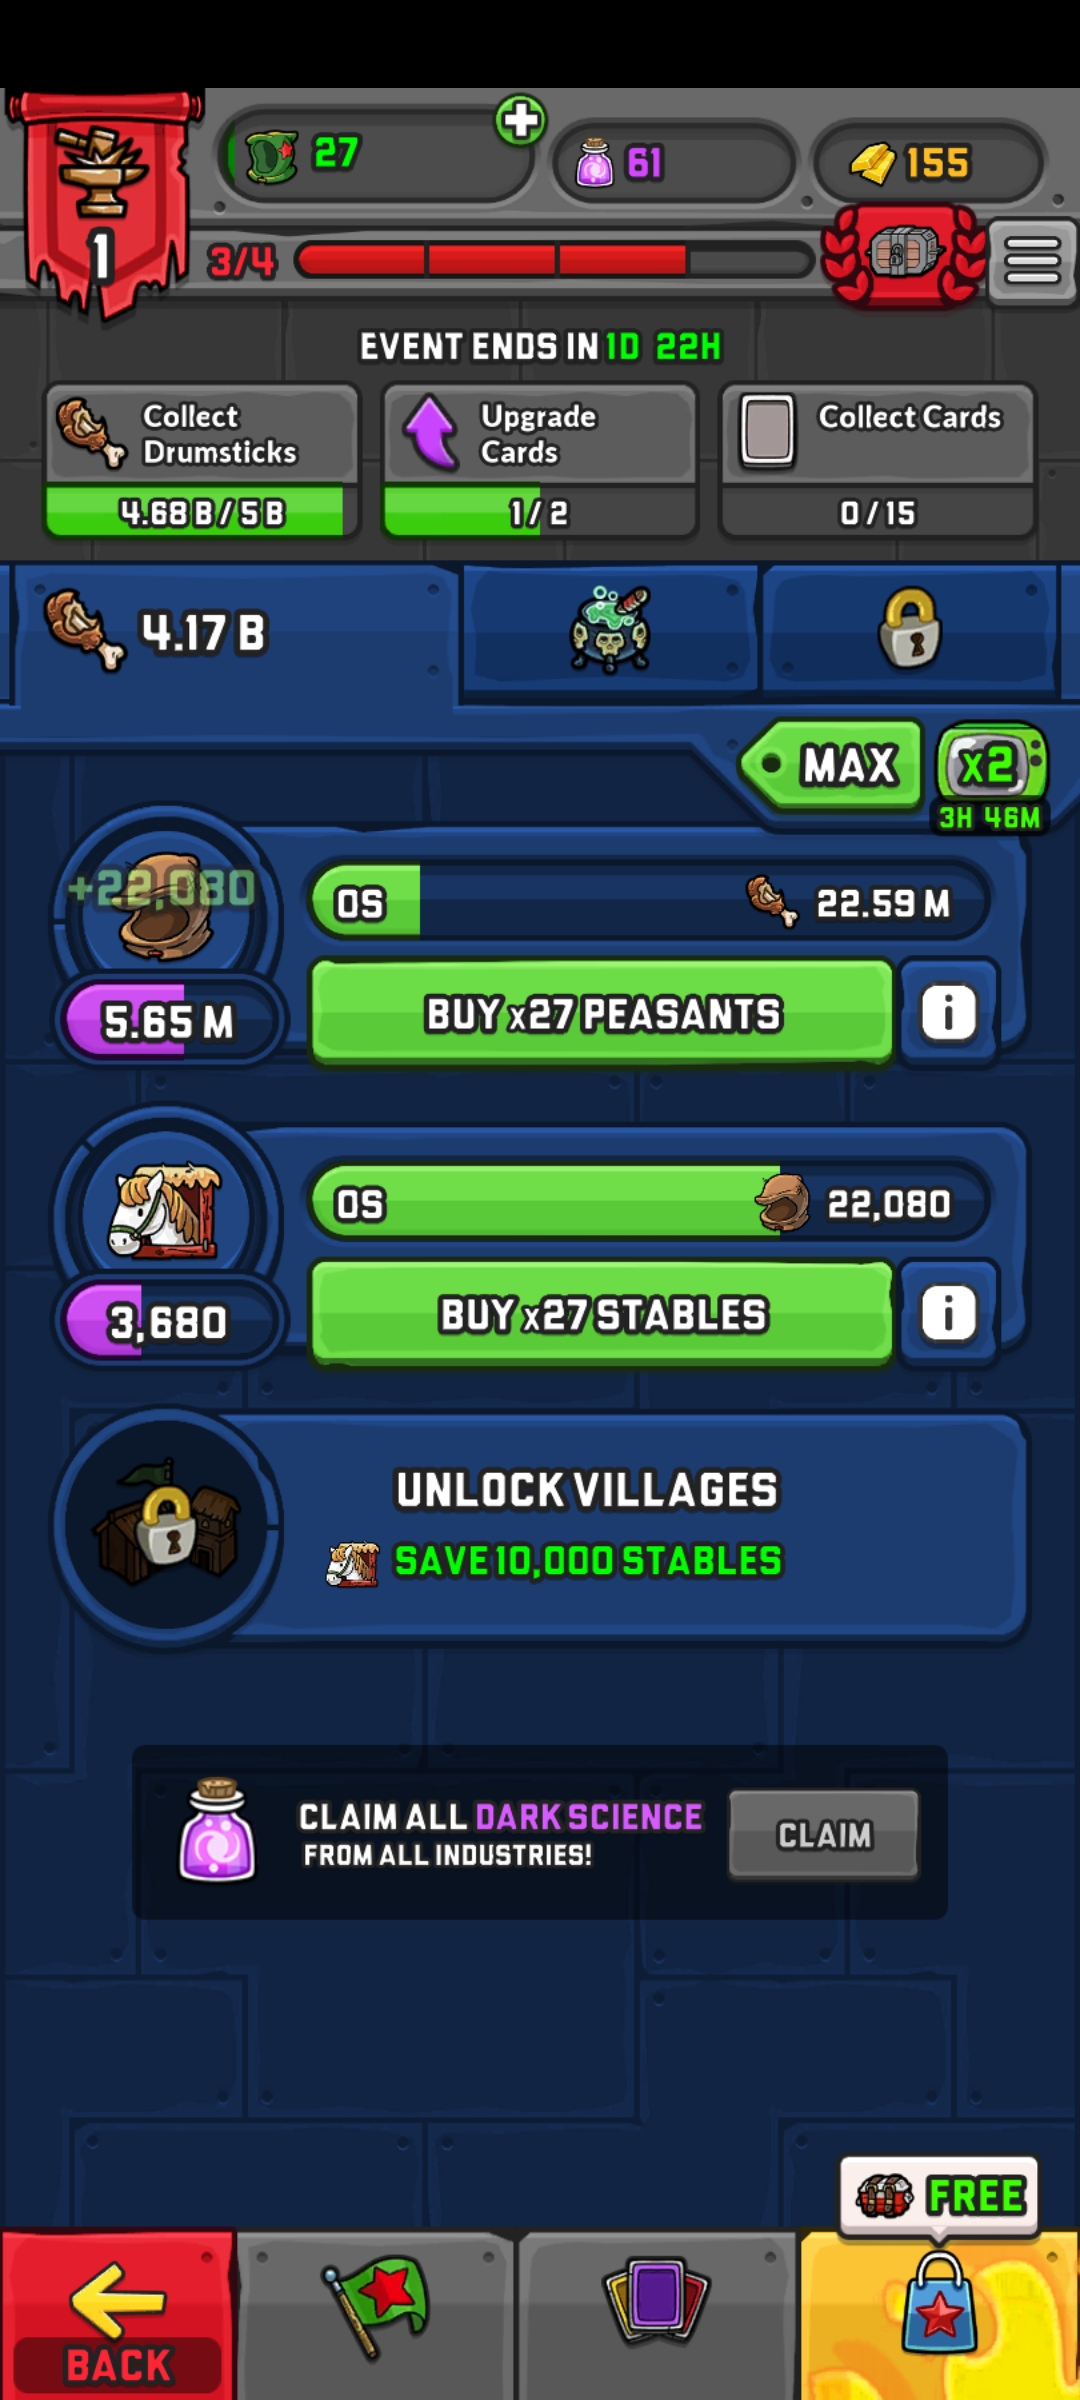 27
61
155
1
3/4
EVENT ENDS IN 1D 22H
Collect
Drumsticks
4.68 B / 5 B
Upgrade
Cards
1 / 2
Collect Cards
0 / 15
4.17 B
MAX
x2
3H 46M
+22,080
0S
22.59 M
5.65 M
BUY x27 PEASANTS
i
0S
22,080
3,680
BUY x27 STABLES
i
UNLOCK VILLAGES
SAVE 10,000 STABLES
CLAIM ALL DARK SCIENCE
FROM ALL INDUSTRIES!
CLAIM
FREE
BACK